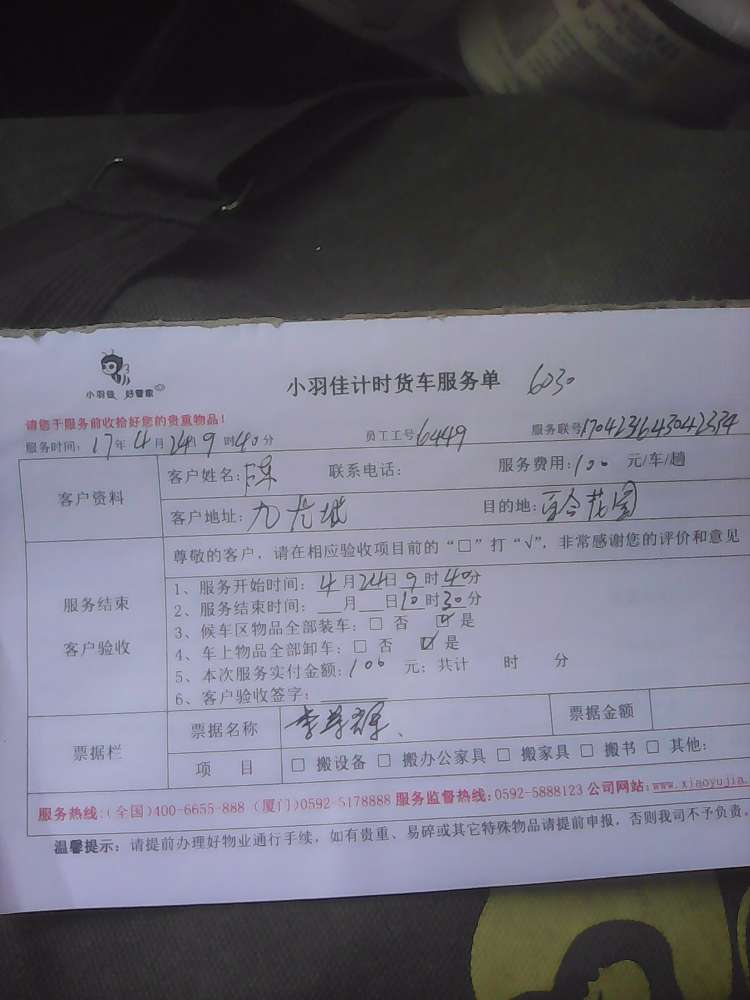 小羽佳 好管家
小羽佳计时货车服务单 6030
请您于服务前收拾好您的贵重物品！
服务时间：17年4月24日9时40分 员工工号6449 服务联号
客户资料
客户姓名：陈 联系电话： 服务费用：100 元/车/趟
客户地址：九龙城 目的地：百合花园
服务结束
客户验收
尊敬的客户，请在相应验收项目前的“□”打“√”，非常感谢您的评价和意见
1、服务开始时间：4月24日9时40分
2、服务结束时间：__月__日10时30分
3、候车区物品全部装车：□ 否 ☑ 是
4、车上物品全部卸车：□ 否 ☑ 是
5、本次服务实付金额：100 元；共计 时 分
6、客户验收签字：
票据栏
票据名称 票据金额
项 目 □ 搬设备 □ 搬办公家具 □ 搬家具 □ 搬书 □ 其他：
服务热线：(全国)400-6655-888 (厦门)0592-5178888 服务监督热线：0592-5888123 公司网站：www.xiaoyujia.
温馨提示：请提前办理好物业通行手续，如有贵重、易碎或其它特殊物品请提前申报，否则我司不予负责。